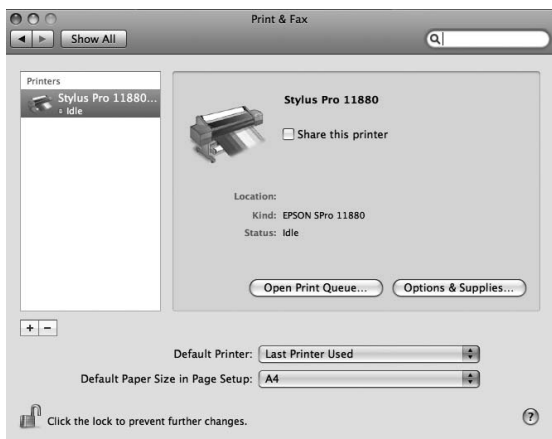 Print & Fax
Show All
Printers
Stylus Pro 11880...
Idle
Stylus Pro 11880
Share this printer
Location:
Kind: EPSON SPro 11880
Status: Idle
Open Print Queue... Options & Supplies...
+ −
Default Printer: Last Printer Used
Default Paper Size in Page Setup: A4
Click the lock to prevent further changes. ?